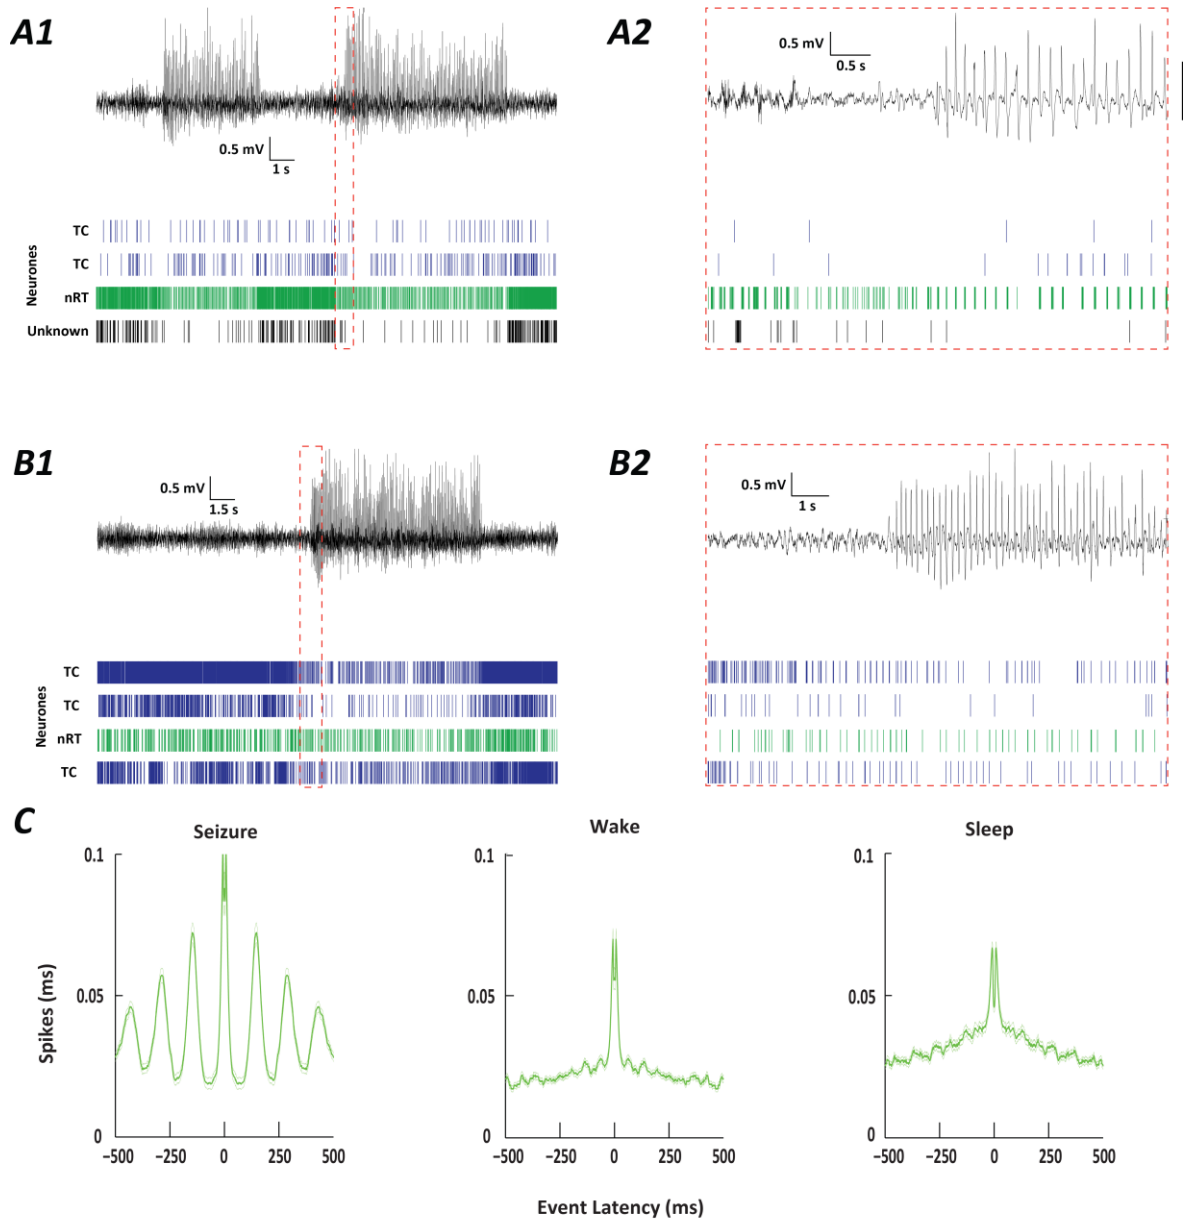 A1
0.5 mV
1 s
Neurones
TC
TC
nRT
Unknown
A2
0.5 mV
0.5 s
B1
0.5 mV
1.5 s
Neurones
TC
TC
nRT
TC
B2
0.5 mV
1 s
C
Seizure
Wake
Sleep
Spikes (ms)
0.1
0.05
0
−500
−250
0
250
500
0.1
0.05
0
−500
−250
0
250
500
0.1
0.05
0
−500
−250
0
250
500
Event Latency (ms)